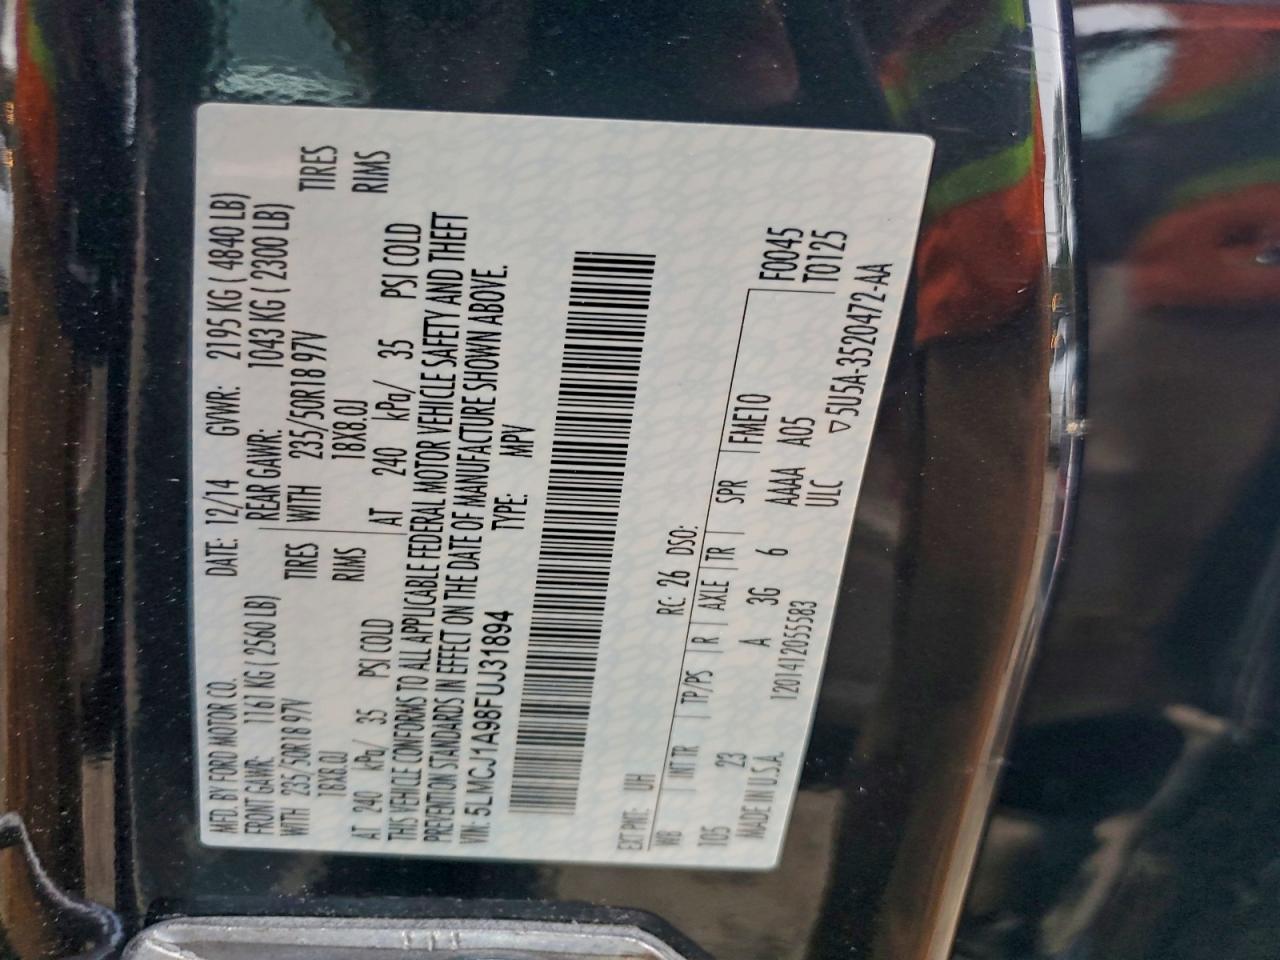 MFD. BY FORD MOTOR CO. DATE: 12/14 GVWR: 2195 KG ( 4840 LB)
FRONT GAWR: 1161 KG ( 2560 LB) REAR GAWR: 1043 KG ( 2300 LB)
WITH 235/50R18 97V TIRES WITH 235/50R18 97V TIRES
18X8.0J RIMS 18X8.0J RIMS
AT 240 kPa/ 35 PSI COLD AT 240 kPa/ 35 PSI COLD
THIS VEHICLE CONFORMS TO ALL APPLICABLE FEDERAL MOTOR VEHICLE SAFETY AND THEFT
PREVENTION STANDARDS IN EFFECT ON THE DATE OF MANUFACTURE SHOWN ABOVE.
VIN: 5LMCJ1A98FUJ31894 TYPE: MPV
EXT PNT: UH RC: 26 DSO:
WB INT TR TP/PS R AXLE TR SPR FME10 F0045
105 23 A 3G 6 AAAA A05 T0125
MADE IN U.S.A. 1201412055583 ULC ▽5U5A-3520472-AA